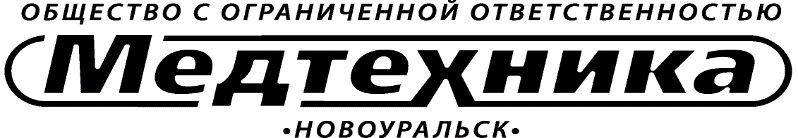 ОБЩЕСТВО С ОГРАНИЧЕННОЙ ОТВЕТСТВЕННОСТЬЮ
Медтехника
•НОВОУРАЛЬСК•